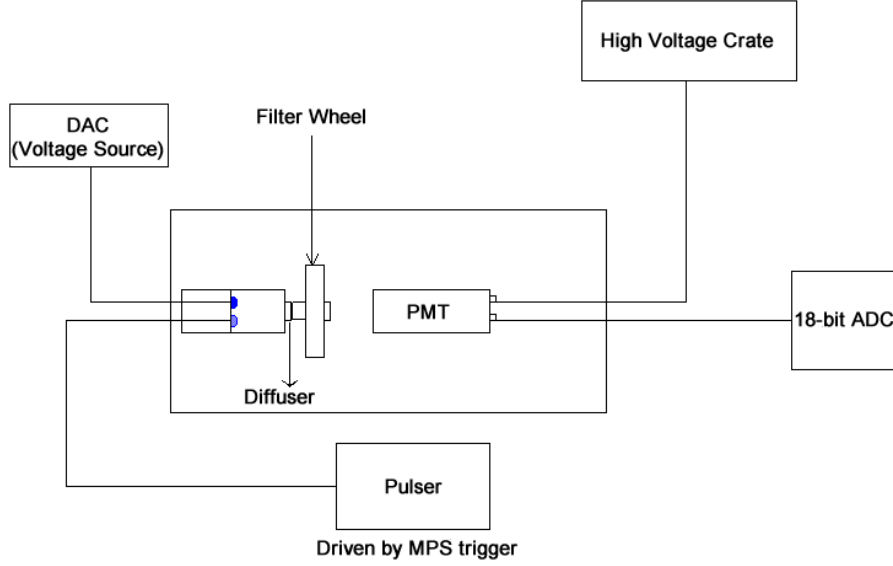 High Voltage Crate
DAC
(Voltage Source)
Filter Wheel
PMT
18-bit ADC
Diffuser
Pulser
Driven by MPS trigger